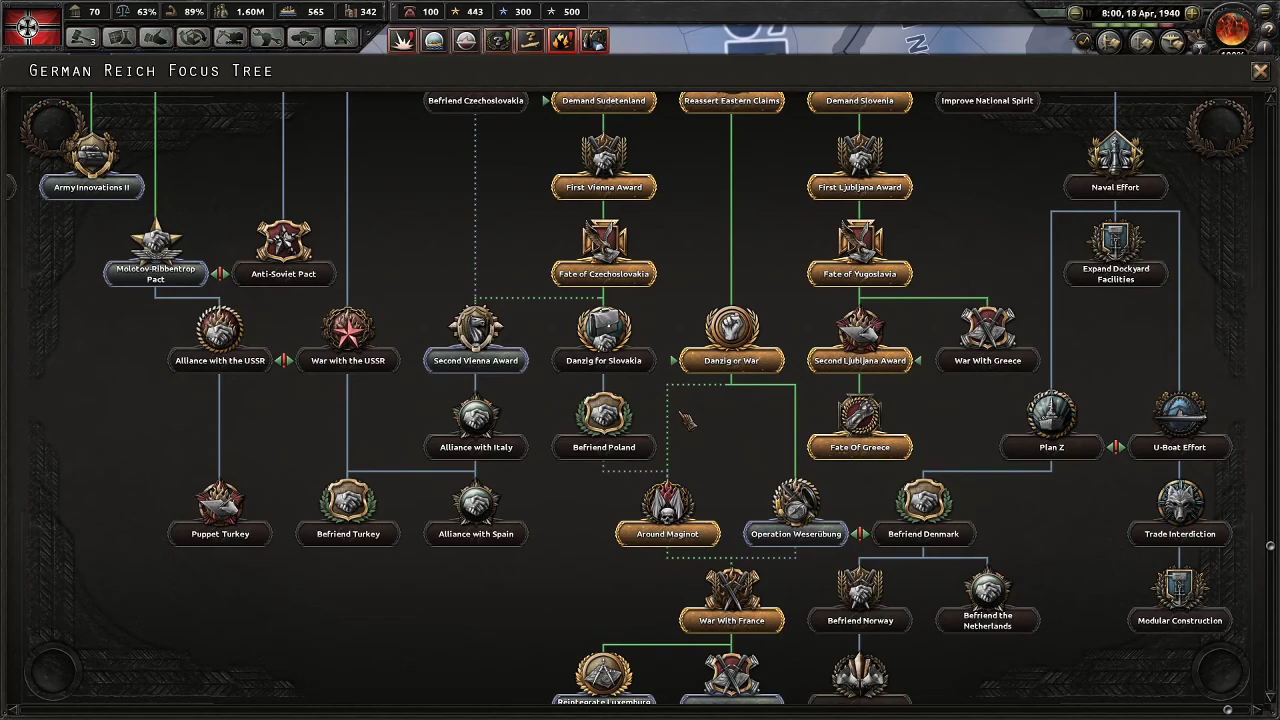 70 63% 89% 1.60M 565 342 100 443 300 500 8:00, 18 Apr, 1940
3
100%
German Reich Focus Tree
Befriend Czechoslovakia Demand Sudetenland Reassert Eastern Claims Demand Slovenia Improve National Spirit
Army Innovations II First Vienna Award First Ljubljana Award Naval Effort
Molotov-Ribbentrop
Pact
Anti-Soviet Pact Fate of Czechoslovakia Fate of Yugoslavia
Expand Dockyard
Facilities
Alliance with the USSR War with the USSR Second Vienna Award Danzig for Slovakia Danzig or War Second Ljubljana Award War With Greece
Alliance with Italy Befriend Poland Fate Of Greece Plan Z U-Boat Effort
Puppet Turkey Befriend Turkey Alliance with Spain Around Maginot Operation Weserübung Befriend Denmark Trade Interdiction
War With France Befriend Norway
Befriend the
Netherlands
Modular Construction
Reintegrate Luxemburg